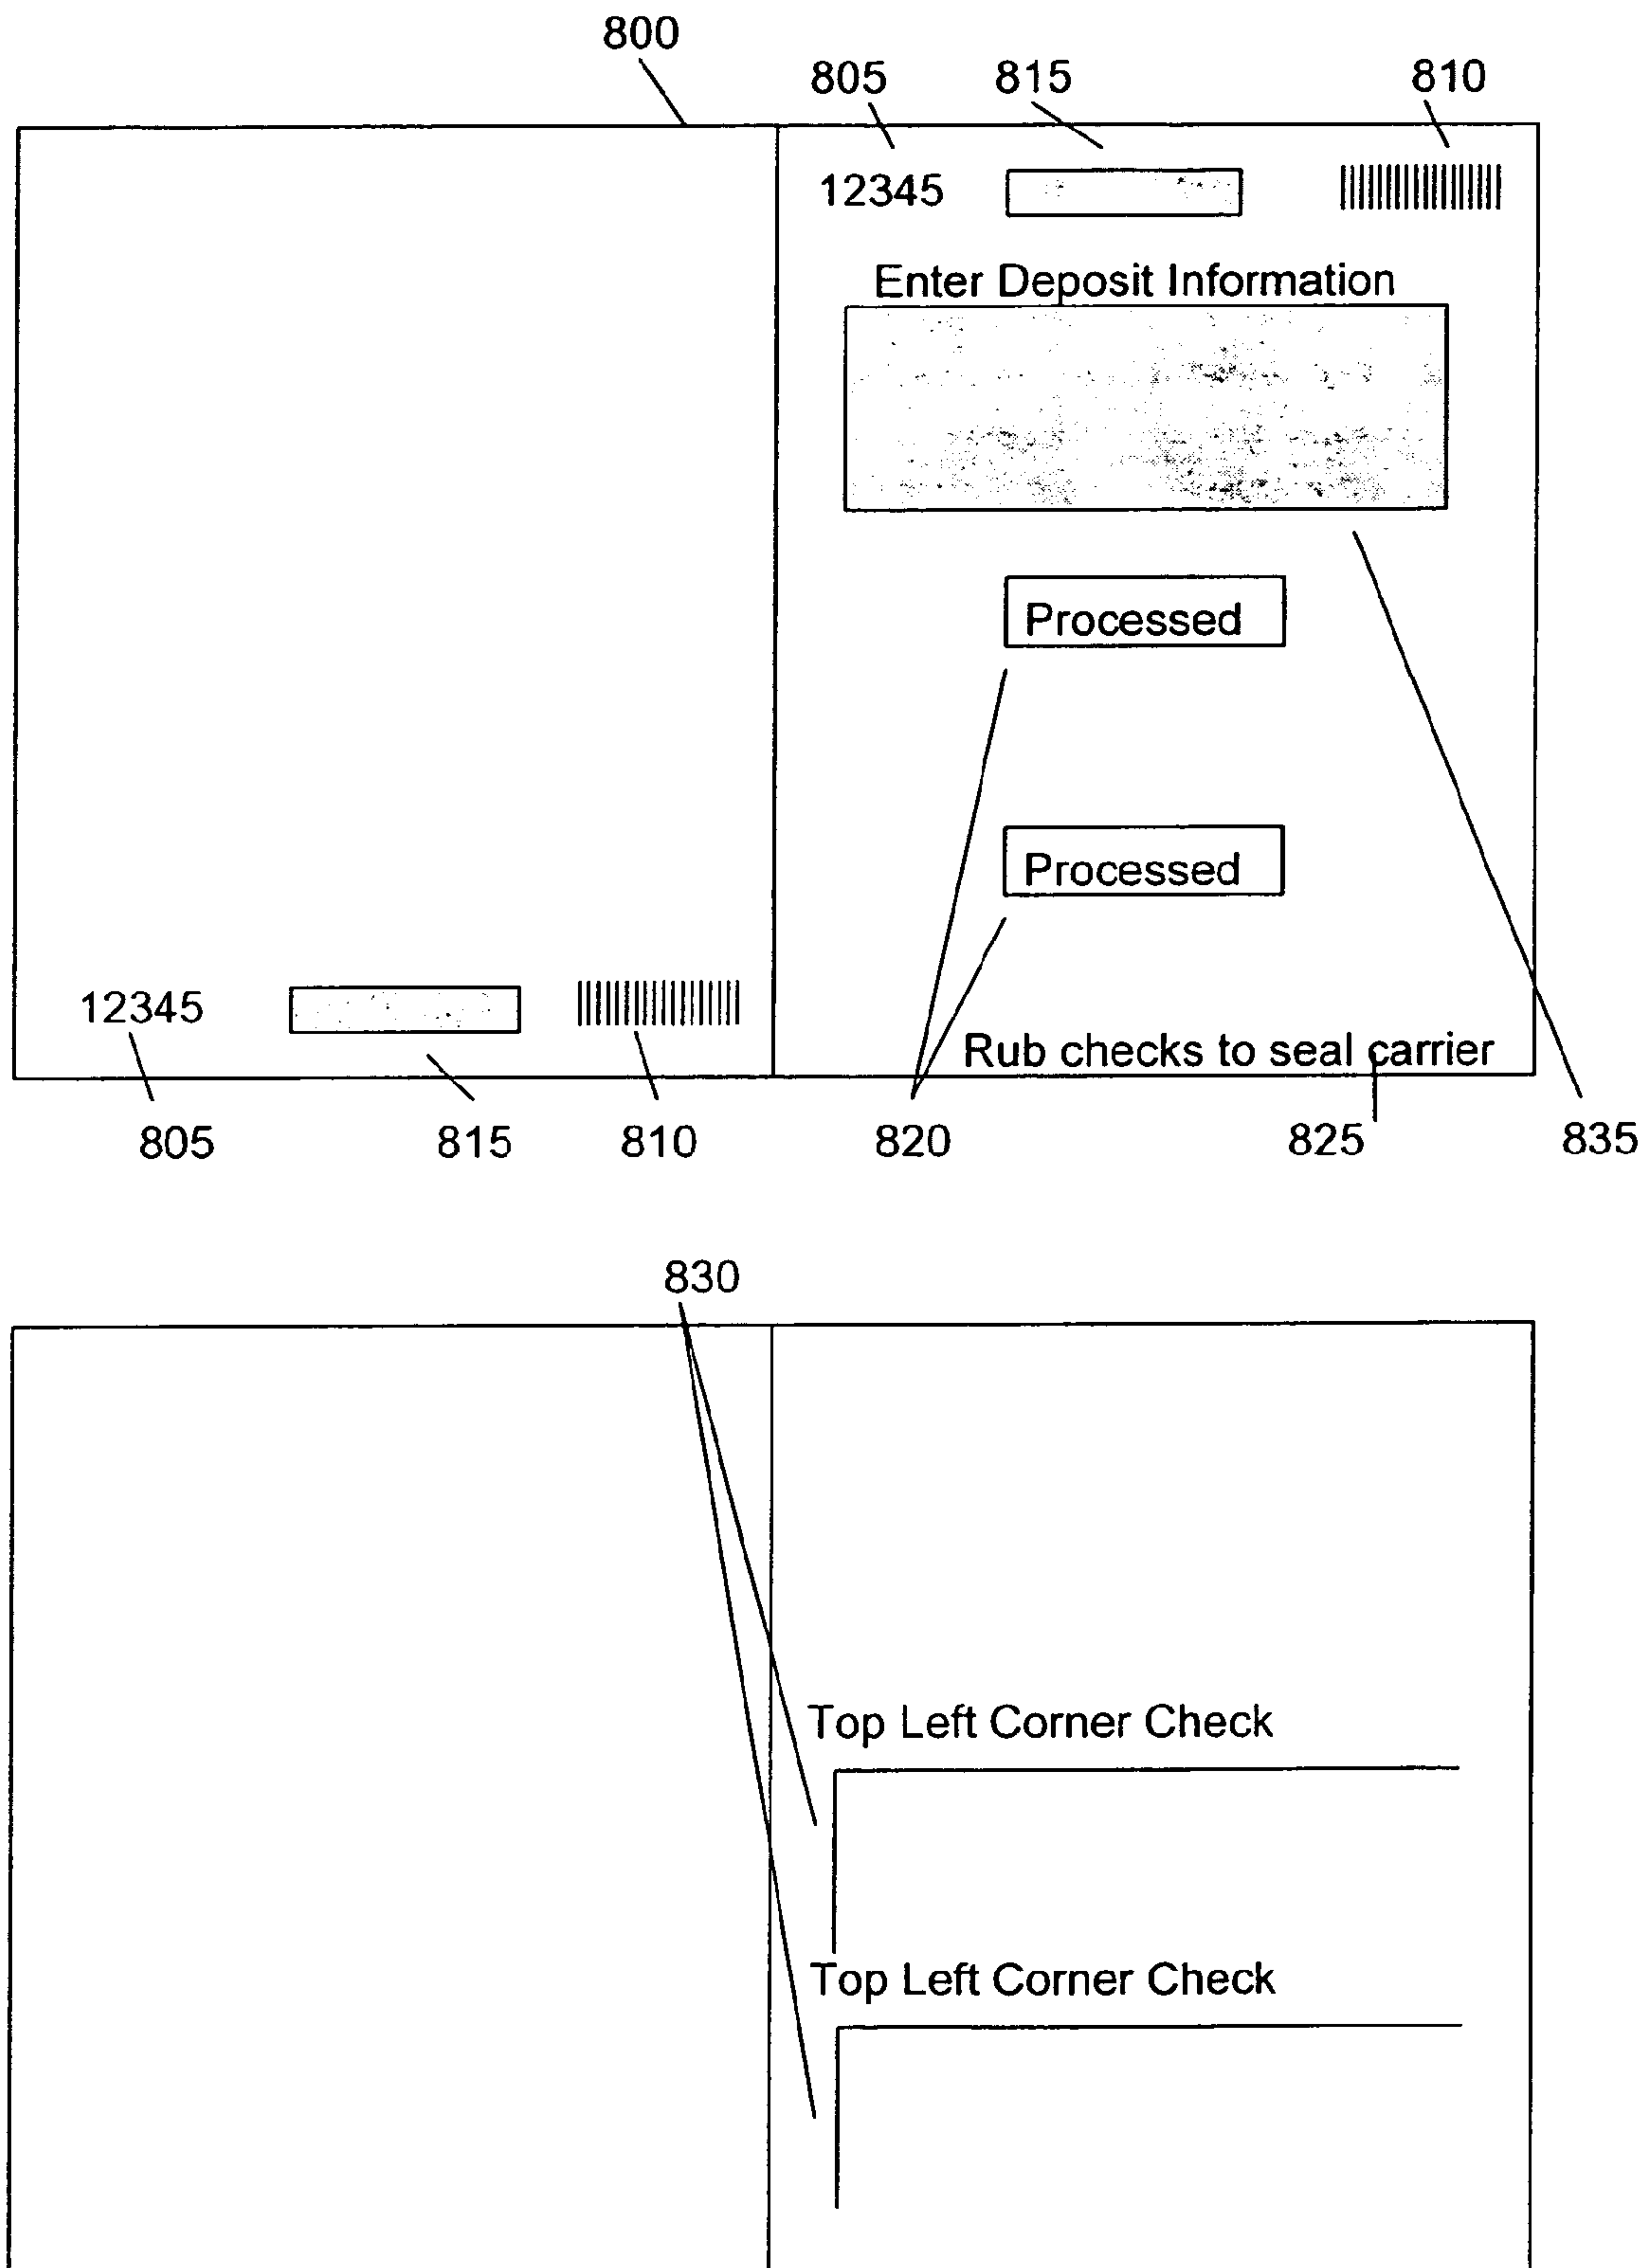 800
805 815 810
12345
Enter Deposit Information
Processed
Processed
12345
Rub checks to seal carrier
805 815 810 820 825 835
830
Top Left Corner Check
Top Left Corner Check